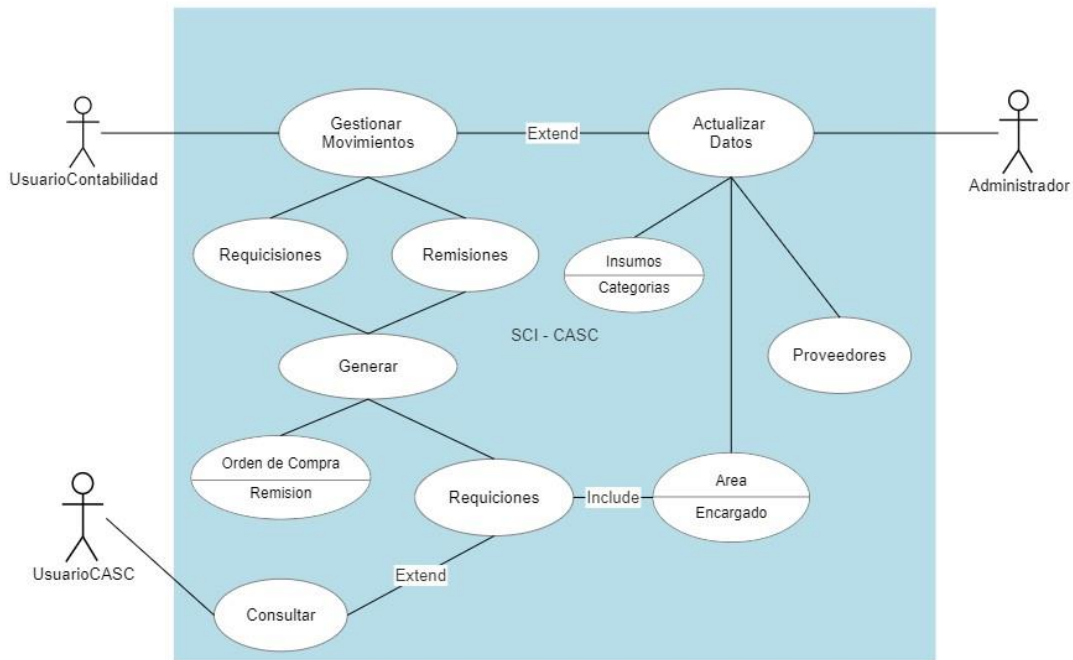 Gestionar
Movimientos
Extend
Actualizar
Datos
UsuarioContabilidad
Administrador
Requicisiones
Remisiones
Insumos
Categorias
SCI - CASC
Proveedores
Generar
Orden de Compra
Remision
Requiciones
Include
Area
Encargado
UsuarioCASC
Extend
Consultar